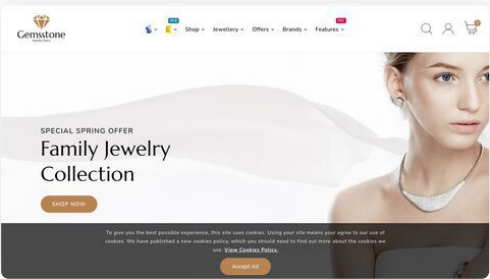 Gemsstone
Shop
Jewellery
Offers
Brands
Features
SPECIAL SPRING OFFER
Family Jewelry
Collection
SHOP NOW
To give you the best possible experience, this site uses cookies. Using your site means your agree to our use of
cookies. We have published a new cookies policy, which you should need to find out more about the cookies we
use. View Cookies Policy.
Accept All